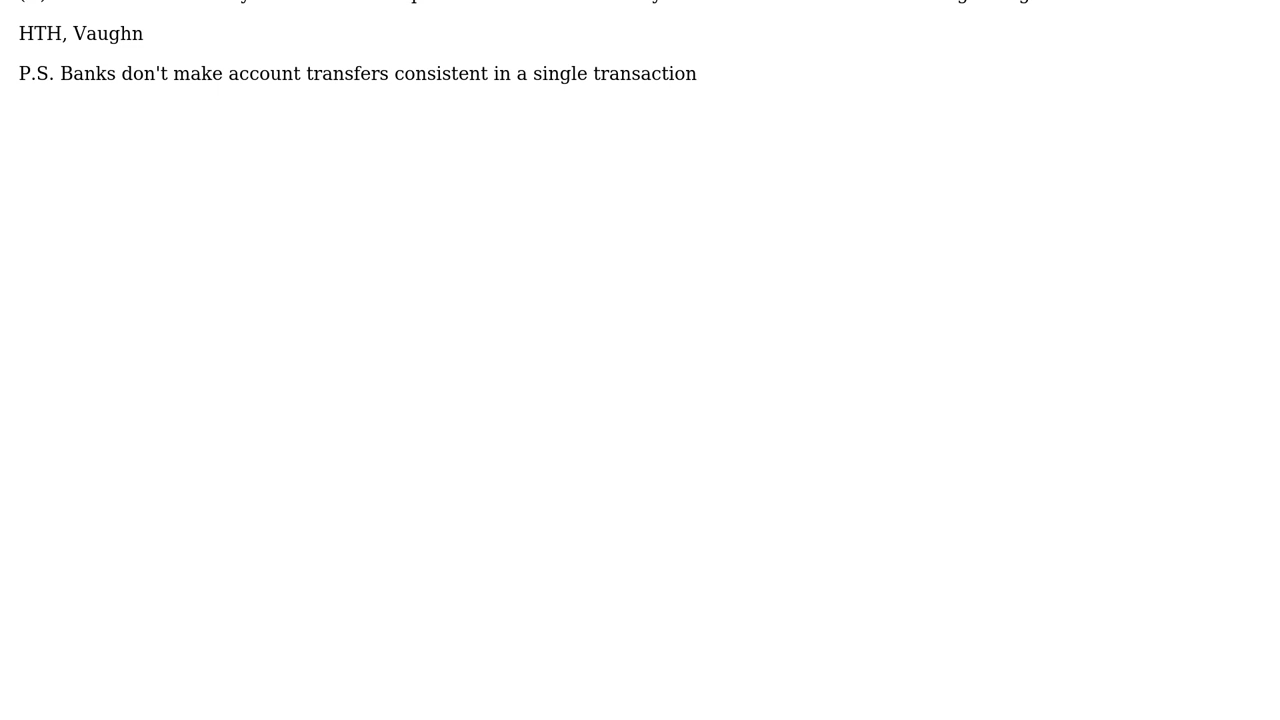 HTH, Vaughn
P.S. Banks don't make account transfers consistent in a single transaction